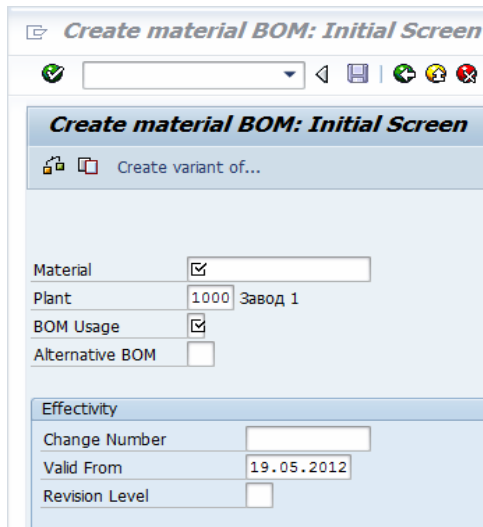 Create material BOM: Initial Screen
Create material BOM: Initial Screen
Create variant of...
Material
Plant 1000 Завод 1
BOM Usage
Alternative BOM
Effectivity
Change Number
Valid From 19.05.2012
Revision Level